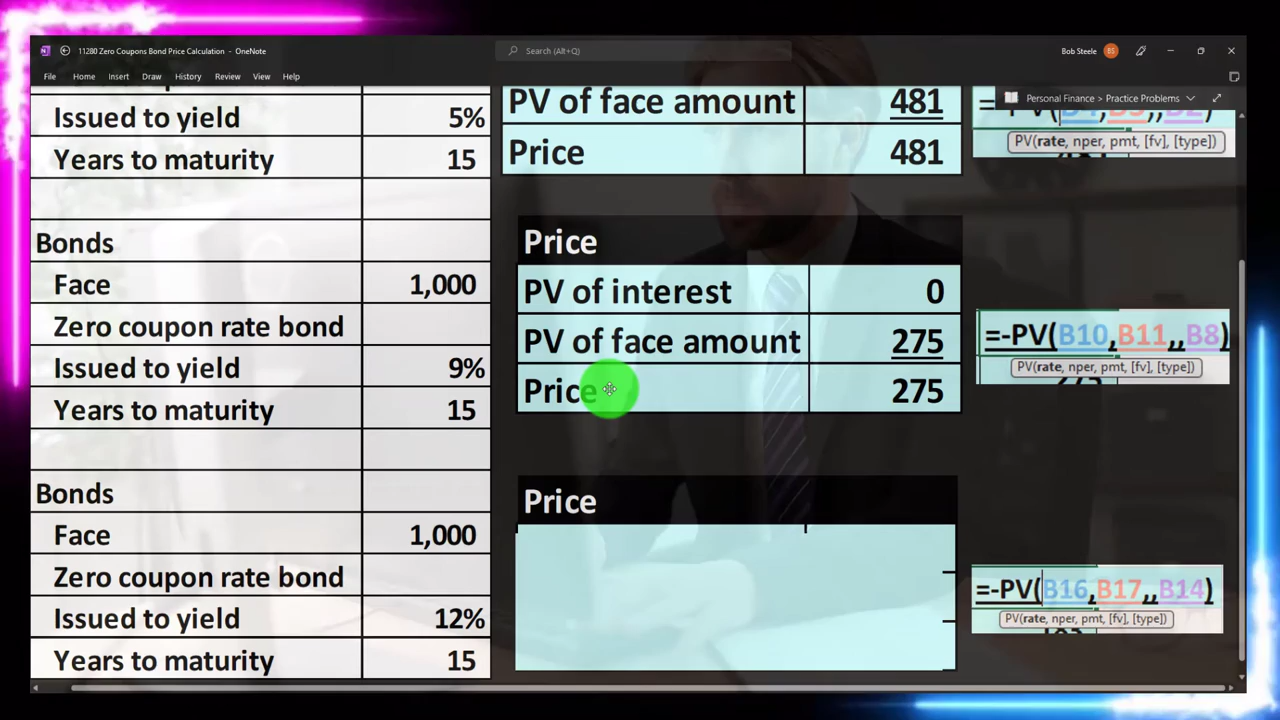 11280 Zero Coupons Bond Price Calculation - OneNote
Search (Alt+Q)
Bob Steele
BS
File Home Insert Draw History Review View Help
Personal Finance > Practice Problems
Issued to yield 5%
Years to maturity 15
Bonds
Face 1,000
Zero coupon rate bond
Issued to yield 9%
Years to maturity 15
Bonds
Face 1,000
Zero coupon rate bond
Issued to yield 12%
Years to maturity 15
PV of face amount 481
Price 481
Price
PV of interest 0
PV of face amount 275
Price 275
Price
PV(rate, nper, pmt, [fv], [type])
=-PV(B10,B11,,B8)
PV(rate, nper, pmt, [fv], [type])
=-PV(B16,B17,,B14)
PV(rate, nper, pmt, [fv], [type])